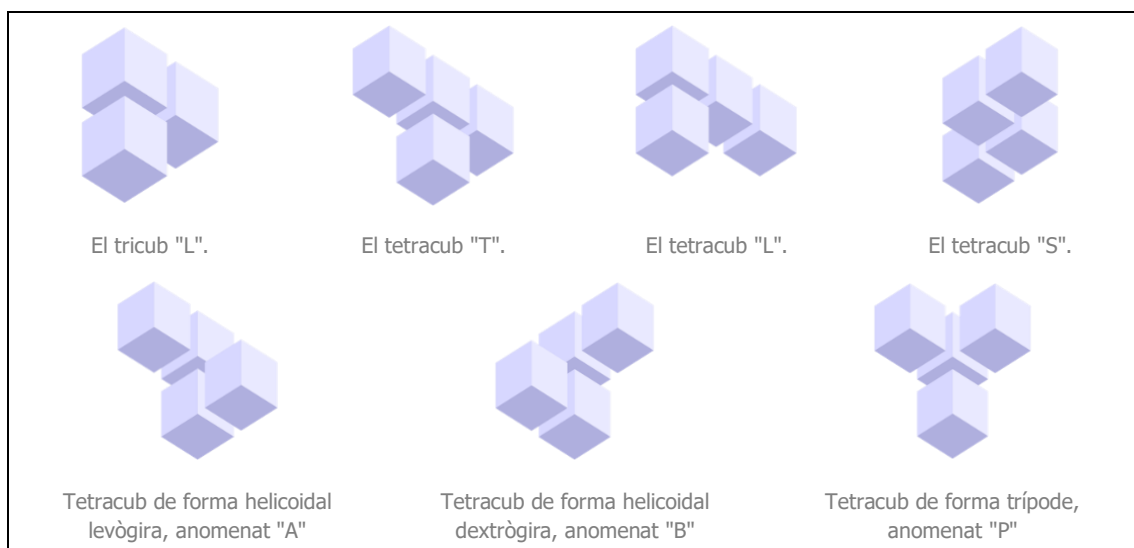 El tricub "L".
El tetracub "T".
El tetracub "L".
El tetracub "S".
Tetracub de forma helicoidal
levògira, anomenat "A"
Tetracub de forma helicoidal
dextrògira, anomenat "B"
Tetracub de forma trípode,
anomenat "P"